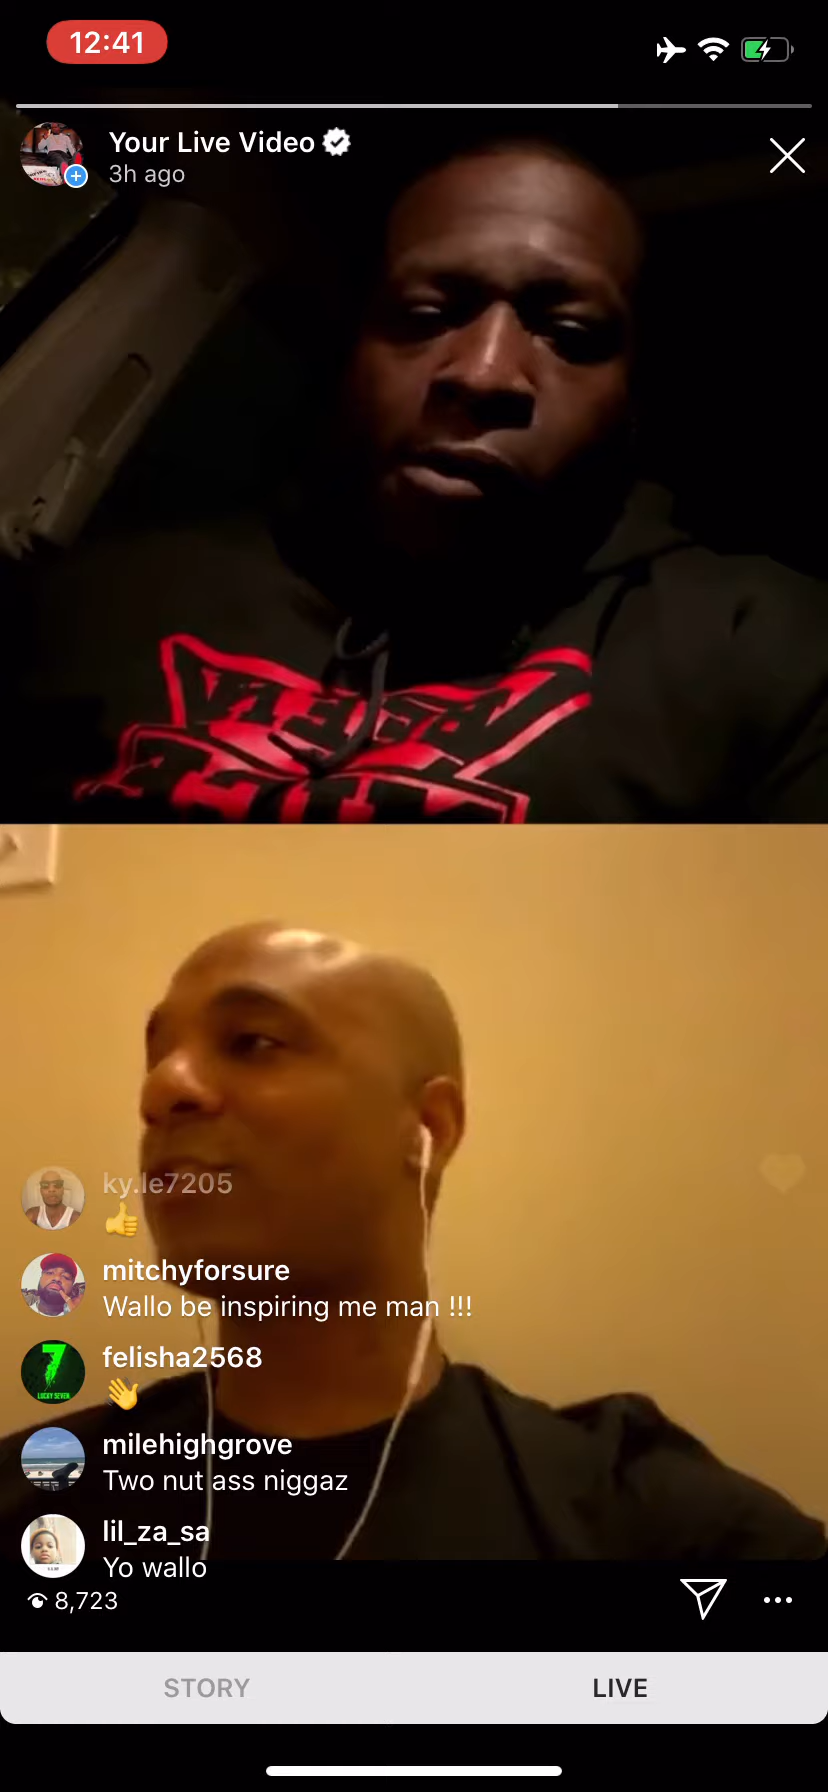 12:41
Your Live Video
3h ago
ky.le7205
👍
mitchyforsure
Wallo be inspiring me man !!!
felisha2568
👋
milehighgrove
Two nut ass niggaz
lil_za_sa
Yo wallo
8,723
STORY
LIVE